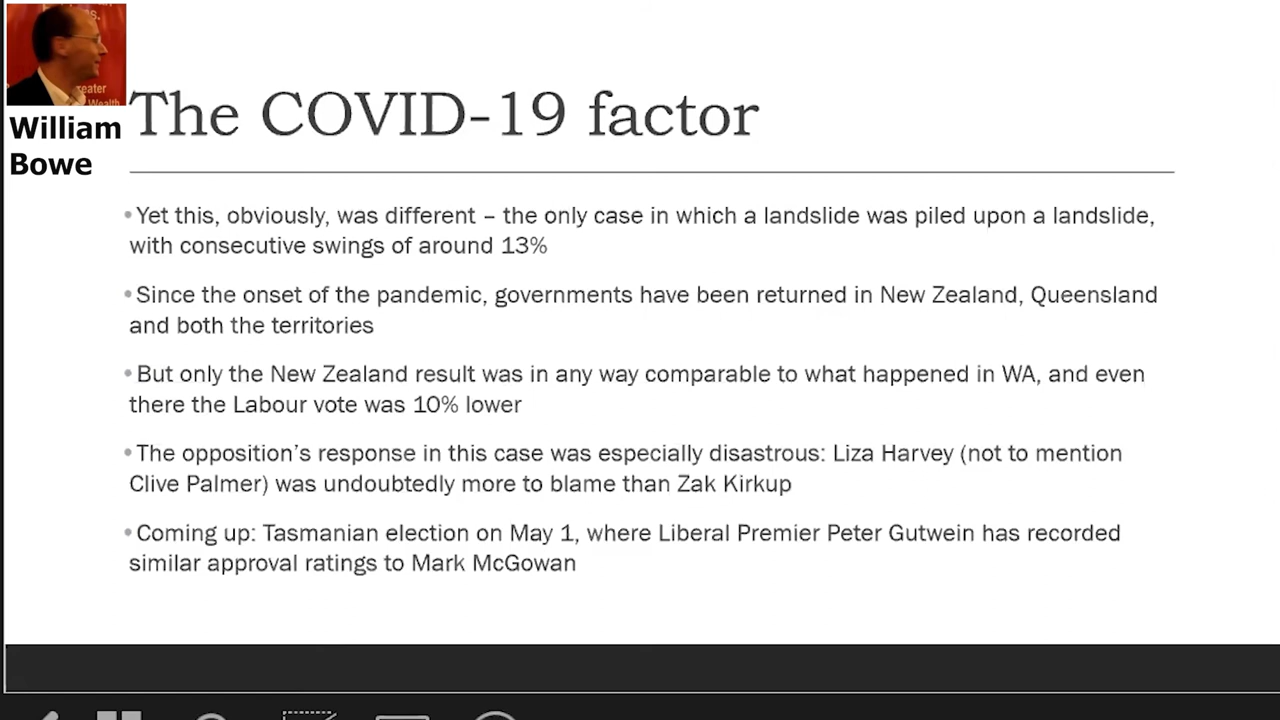 s.
eater
Wealth
William
Bowe
The COVID-19 factor
•Yet this, obviously, was different – the only case in which a landslide was piled upon a landslide,
with consecutive swings of around 13%
•Since the onset of the pandemic, governments have been returned in New Zealand, Queensland
and both the territories
•But only the New Zealand result was in any way comparable to what happened in WA, and even
there the Labour vote was 10% lower
•The opposition’s response in this case was especially disastrous: Liza Harvey (not to mention
Clive Palmer) was undoubtedly more to blame than Zak Kirkup
•Coming up: Tasmanian election on May 1, where Liberal Premier Peter Gutwein has recorded
similar approval ratings to Mark McGowan